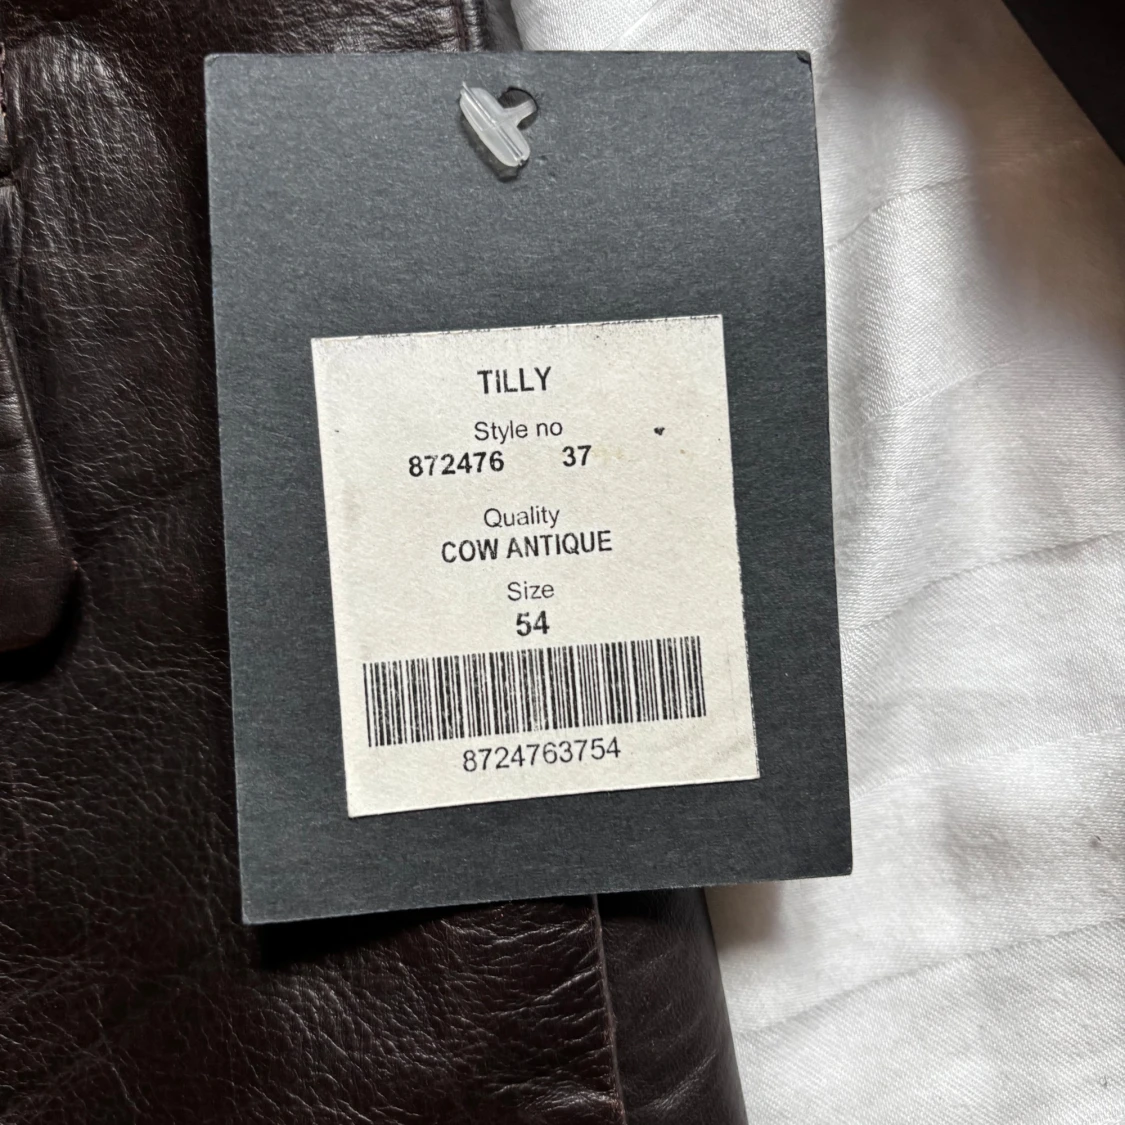 TILLY
Style no
872476 37
Quality
COW ANTIQUE
Size
54
8724763754